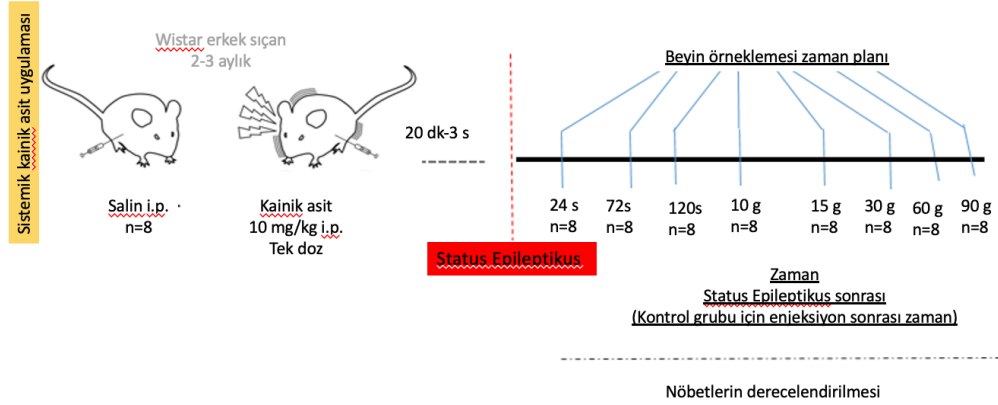 Sistemik kainik asit uygulaması
Wistar erkek sıçan
2-3 aylık
20 dk-3 s
Salin i.p.
n=8
Kainik asit
10 mg/kg i.p.
Tek doz
Status Epileptikus
Beyin örneklemesi zaman planı
24 s 72s 120s 10 g 15 g 30 g 60 g 90 g
n=8 n=8 n=8 n=8 n=8 n=8 n=8 n=8
Zaman
Status Epileptikus sonrası
(Kontrol grubu için enjeksiyon sonrası zaman)
Nöbetlerin derecelendirilmesi